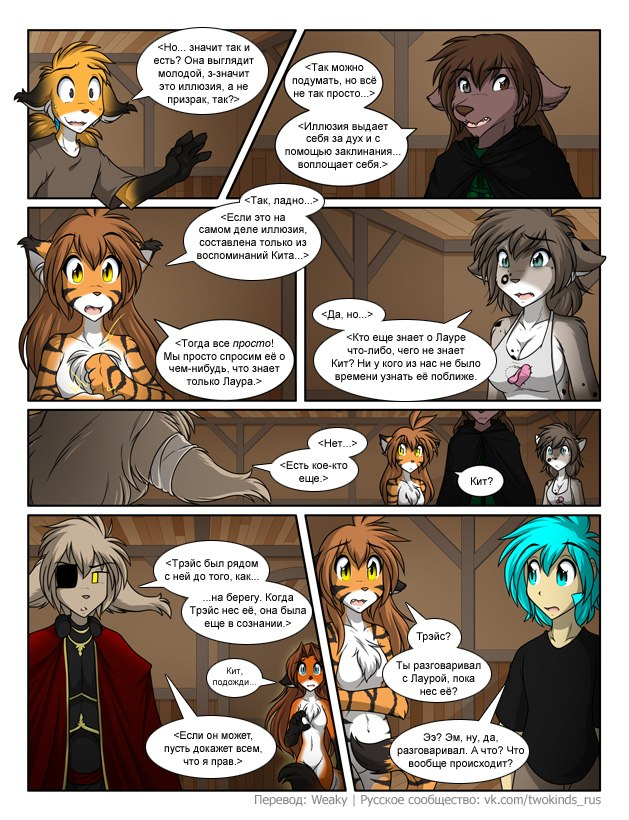 <Но... значит так и
есть? Она выглядит
молодой, з-значит
это иллюзия, а не
призрак, так?>
<Так можно
подумать, но всё
не так просто...>
<Иллюзия выдает
себя за дух и с
помощью заклинания...
воплощает себя.>
<Так, ладно...>
<Если это на
самом деле иллюзия,
составлена только из
воспоминаний Кита...>
<Тогда все просто!
Мы просто спросим её о
чем-нибудь, что знает
только Лаура.>
<Да, но...>
<Кто еще знает о Лауре
что-либо, чего не знает
Кит? Ни у кого из нас не было
времени узнать её поближе.
<Нет...>
<Есть кое-кто
еще.>
Кит?
<Трэйс был рядом
с ней до того, как...
...на берегу. Когда
Трэйс нес её, она была
еще в сознании.>
Кит,
подожди...
<Если он может,
пусть докажет всем,
что я прав.>
Трэйс?
Ты разговаривал
с Лаурой, пока
нес её?
Ээ? Эм, ну, да,
разговаривал. А что? Что
вообще происходит?
Перевод: Weaky | Русское сообщество: vk.com/twokinds_rus